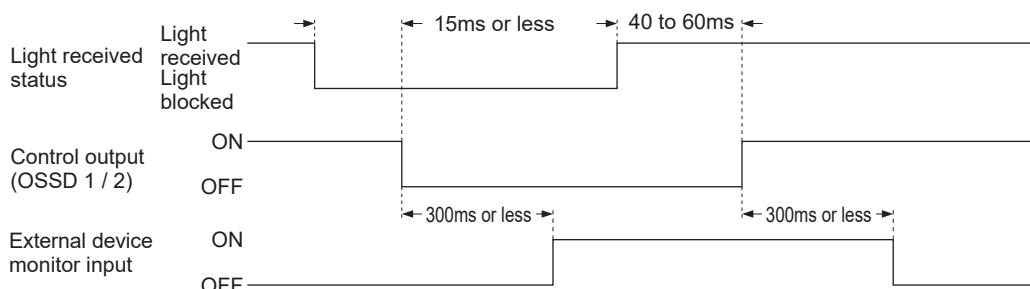 15ms or less
40 to 60ms
Light received
status
Light
received
Light
blocked
Control output
(OSSD 1 / 2)
ON
OFF
300ms or less
300ms or less
External device
monitor input
ON
OFF